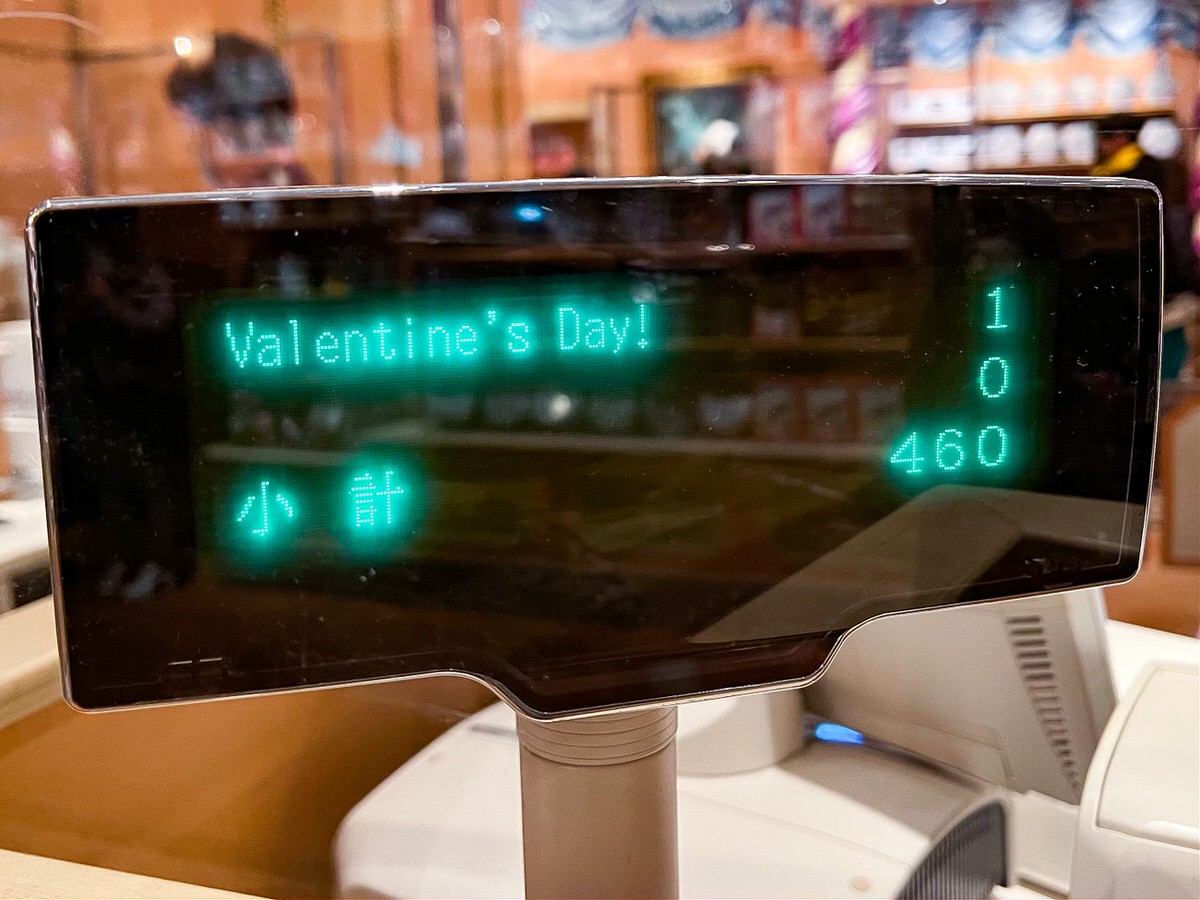 Valentine's Day! 1
0
小計 460